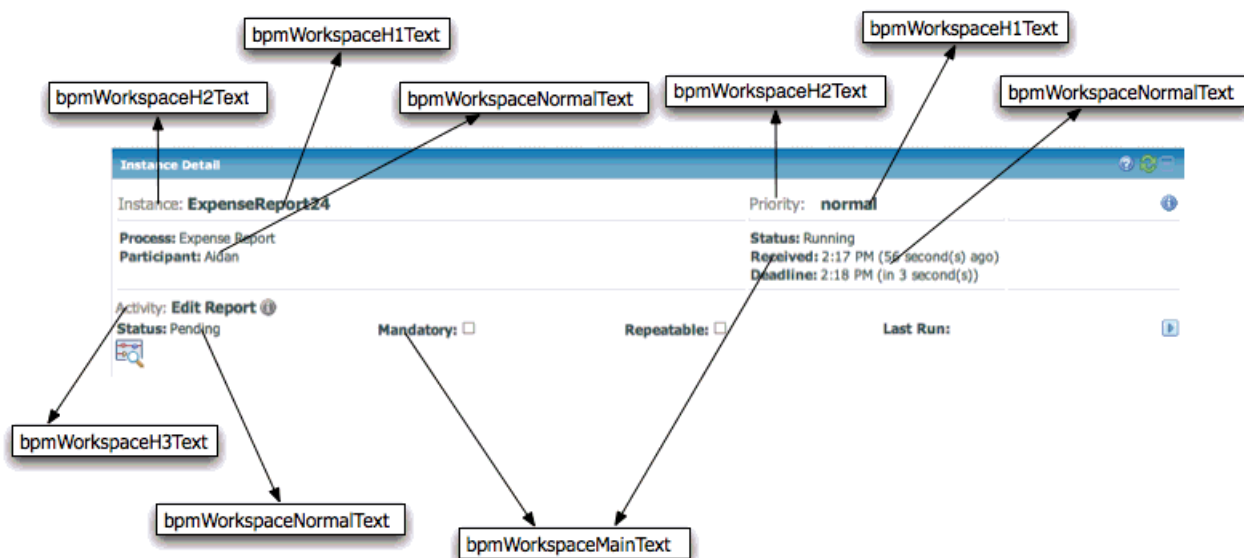 bpmWorkspaceH1Text
bpmWorkspaceH1Text
bpmWorkspaceH2Text
bpmWorkspaceNormalText
bpmWorkspaceH2Text
bpmWorkspaceNormalText
Instance Detail
Instance: ExpenseReport24
Priority: normal
Process: Expense Report
Status: Running
Participant: Aidan
Received: 2:17 PM (56 second(s) ago)
Deadline: 2:18 PM (in 3 second(s))
Activity: Edit Report
Status: Pending
Mandatory:
Repeatable:
Last Run:
bpmWorkspaceH3Text
bpmWorkspaceNormalText
bpmWorkspaceMainText